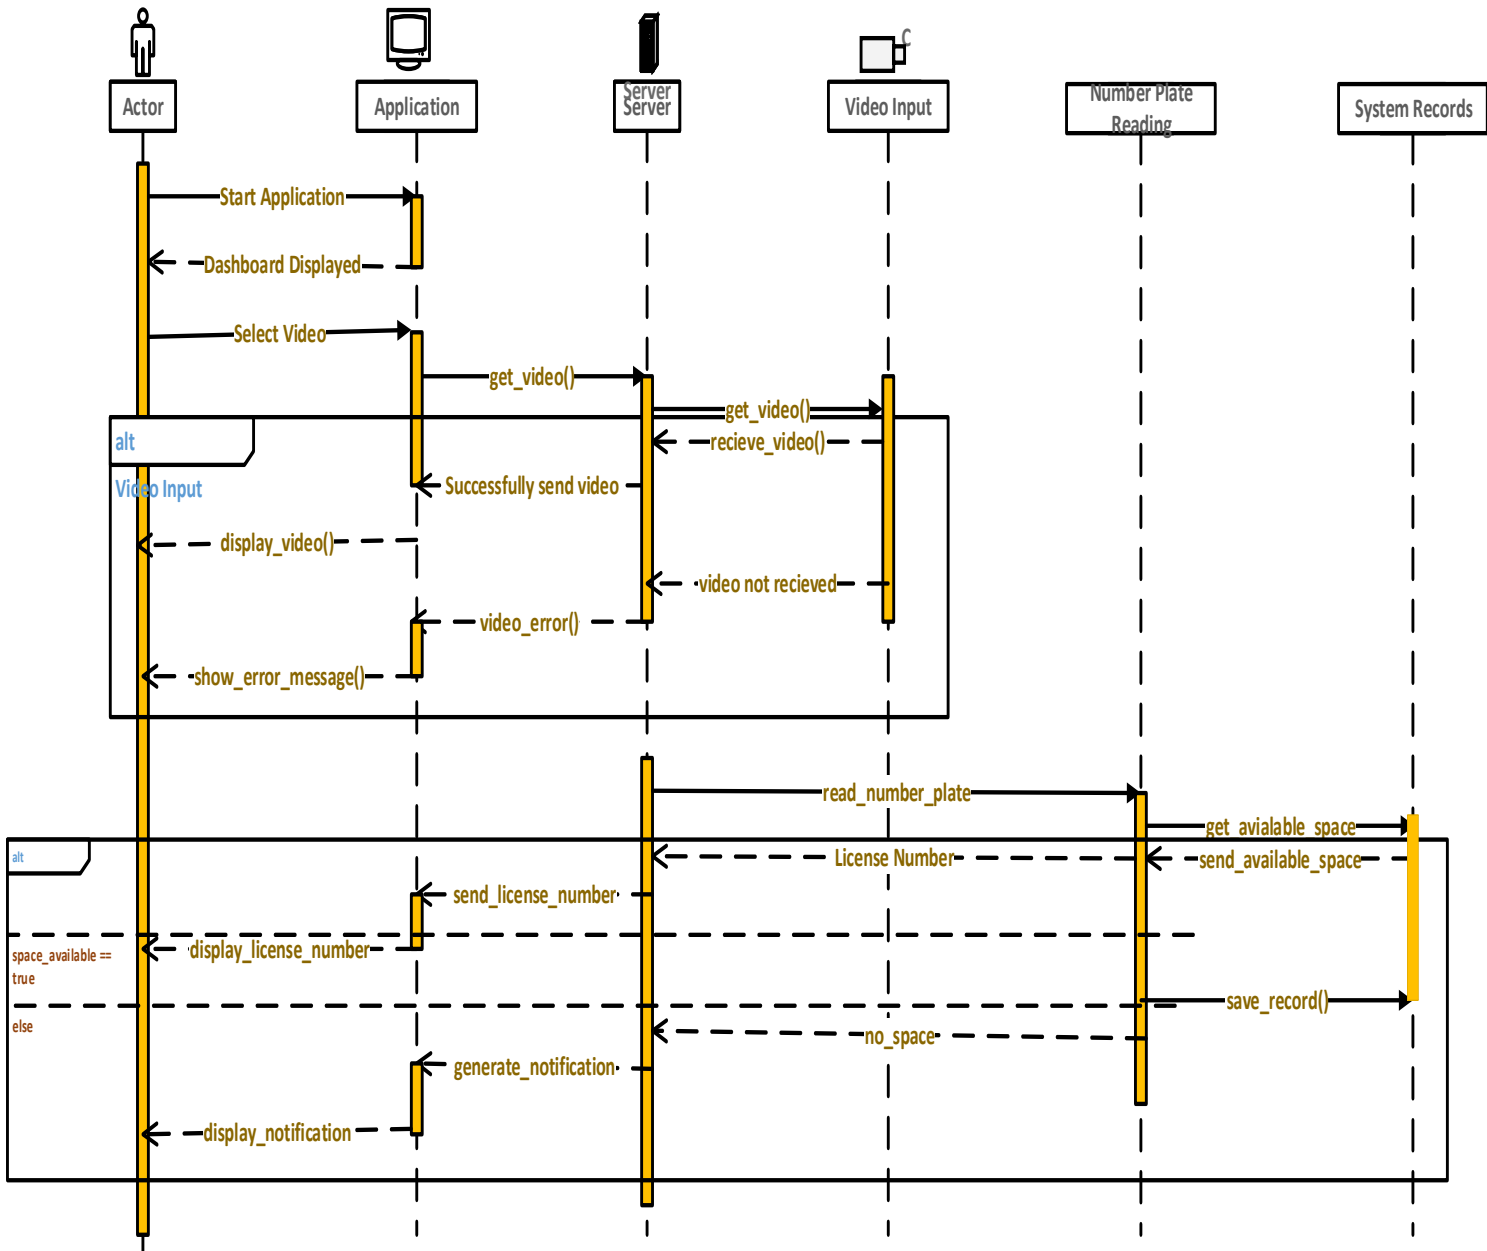 C
Actor
Application
Server
Server
Video Input
Number Plate
Reading
System Records
Start Application
Dashboard Displayed
Select Video
get_video()
get_video()
alt
recieve_video()
Video Input
Successfully send video
display_video()
video not recieved
video_error()
show_error_message()
read_number_plate
get_avialable_space
alt
License Number
send_available_space
send_license_number
display_license_number
space_available ==
true
save_record()
else
no_space
generate_notification
display_notification